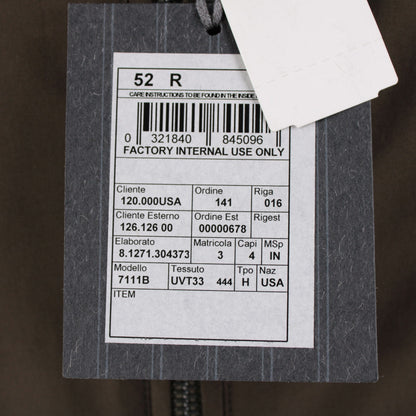 52 R
CARE INSTRUCTIONS TO BE FOUND IN THE INSIDE
0 321840 845096
FACTORY INTERNAL USE ONLY
Cliente Ordine Riga
120.000USA 141 016
Cliente Esterno Ordine Est Rigest
126.126 00 00000678
Elaborato Matricola Capi MSp
8.1271.304373 3 4 IN
Modello Tessuto Tpo Naz
7111B UVT33 444 H USA
ITEM